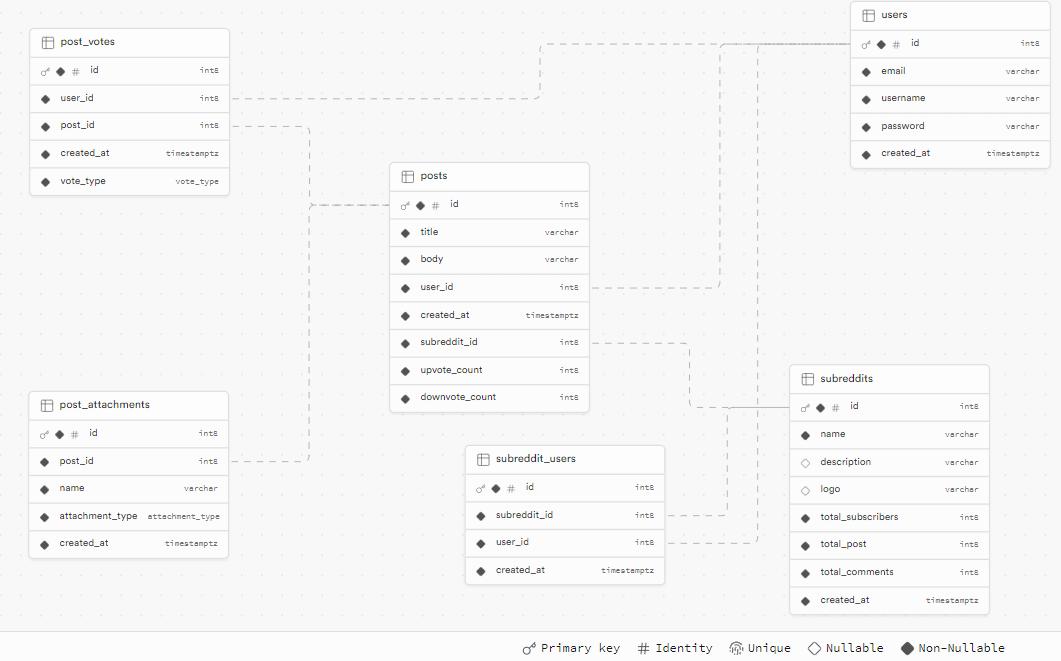 post_votes
id int8
user_id int8
post_id int8
created_at timestamptz
vote_type vote_type
users
id int8
email varchar
username varchar
password varchar
created_at timestamptz
posts
id int8
title varchar
body varchar
user_id int8
created_at timestamptz
subreddit_id int8
upvote_count int8
downvote_count int8
post_attachments
id int8
post_id int8
name varchar
attachment_type attachment_type
created_at timestamptz
subreddit_users
id int8
subreddit_id int8
user_id int8
created_at timestamptz
subreddits
id int8
name varchar
description varchar
logo varchar
total_subscribers int8
total_post int8
total_comments int8
created_at timestamptz
Primary key # Identity Unique Nullable Non-Nullable